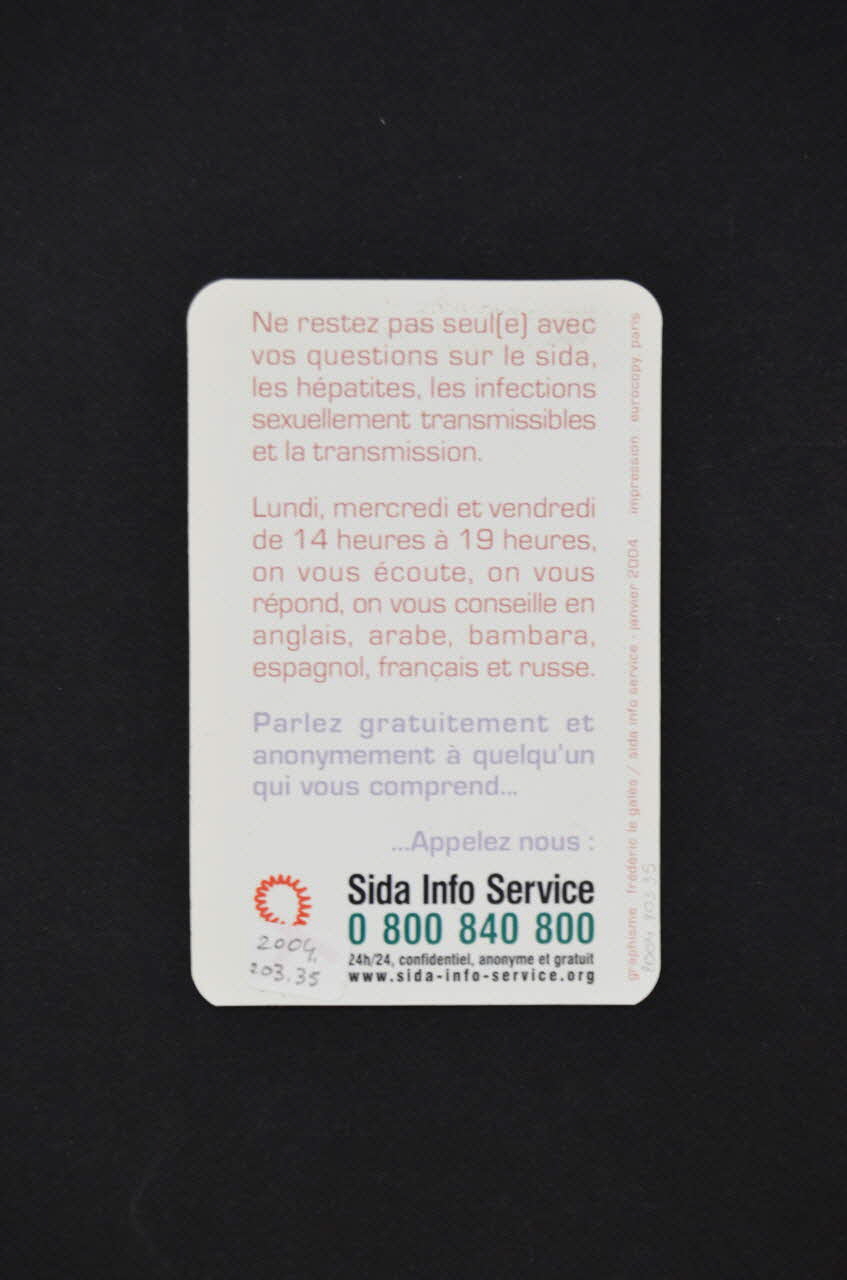 Ne restez pas seul(e) avec
vos questions sur le sida,
les hépatites, les infections
sexuellement transmissibles
et la transmission.
Lundi, mercredi et vendredi
de 14 heures à 19 heures,
on vous écoute, on vous
répond, on vous conseille en
anglais, arabe, bambara,
espagnol, français et russe.
Parlez gratuitement et
anonymement à quelqu'un
qui vous comprend...
...Appelez nous :
Sida Info Service
0 800 840 800
24h/24, confidentiel, anonyme et gratuit
www.sida-info-service.org
2004.
203.35
graphisme : frédéric le galès / sida info service - janvier 2004 impression : eurocopy, paris
2004 203 35